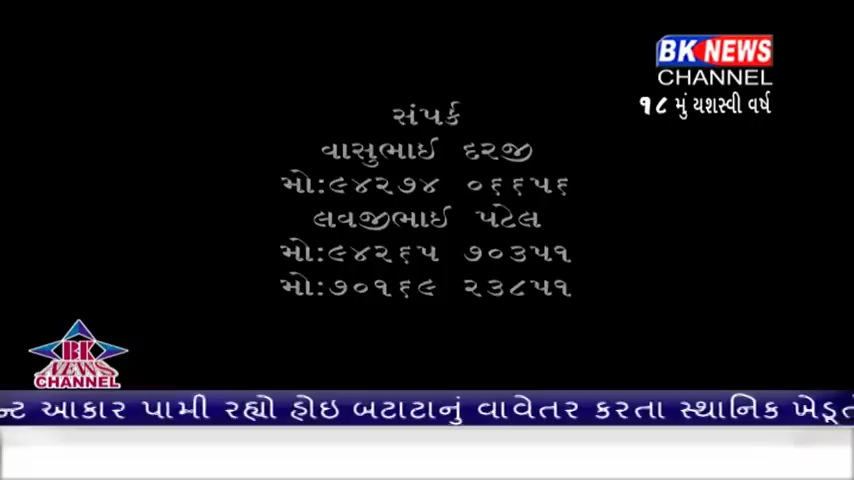 BK NEWS
CHANNEL
૧૮ મું યશસ્વી વર્ષ
સંપર્ક
વાસુભાઈ દરજી
મો:૯૪૨૭૪ ૦૬૬૫૬
લવજીભાઈ પટેલ
મો:૯૪૨૬૫ ૭૦૩૫૧
મો:૭૦૧૬૯ ૨૩૮૫૧
BK
NEWS
CHANNEL
આકાર પામી રહ્યો હોઇ બટાટાનું વાવેતર કરતા સ્થાનિક